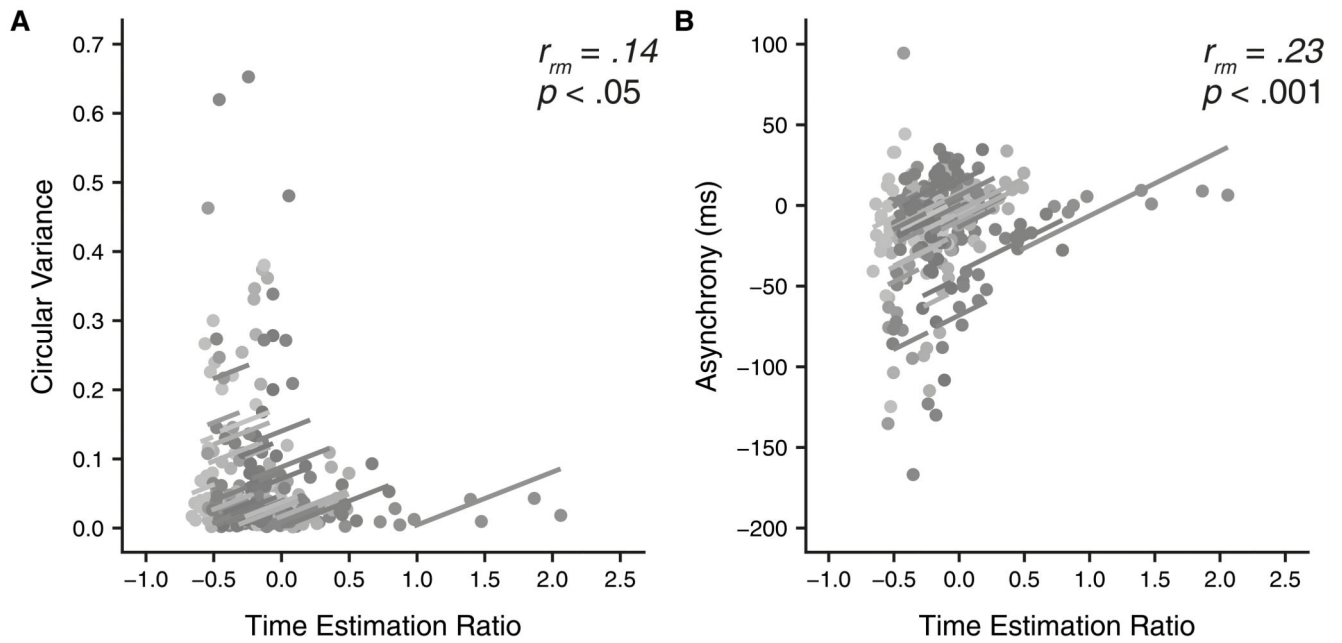 A
r_rm = .14
p < .05
Circular Variance
0.7
0.6
0.5
0.4
0.3
0.2
0.1
0.0
−1.0 −0.5 0.0 0.5 1.0 1.5 2.0 2.5
Time Estimation Ratio
B
r_rm = .23
p < .001
Asynchrony (ms)
100
50
0
−50
−100
−150
−200
−1.0 −0.5 0.0 0.5 1.0 1.5 2.0 2.5
Time Estimation Ratio